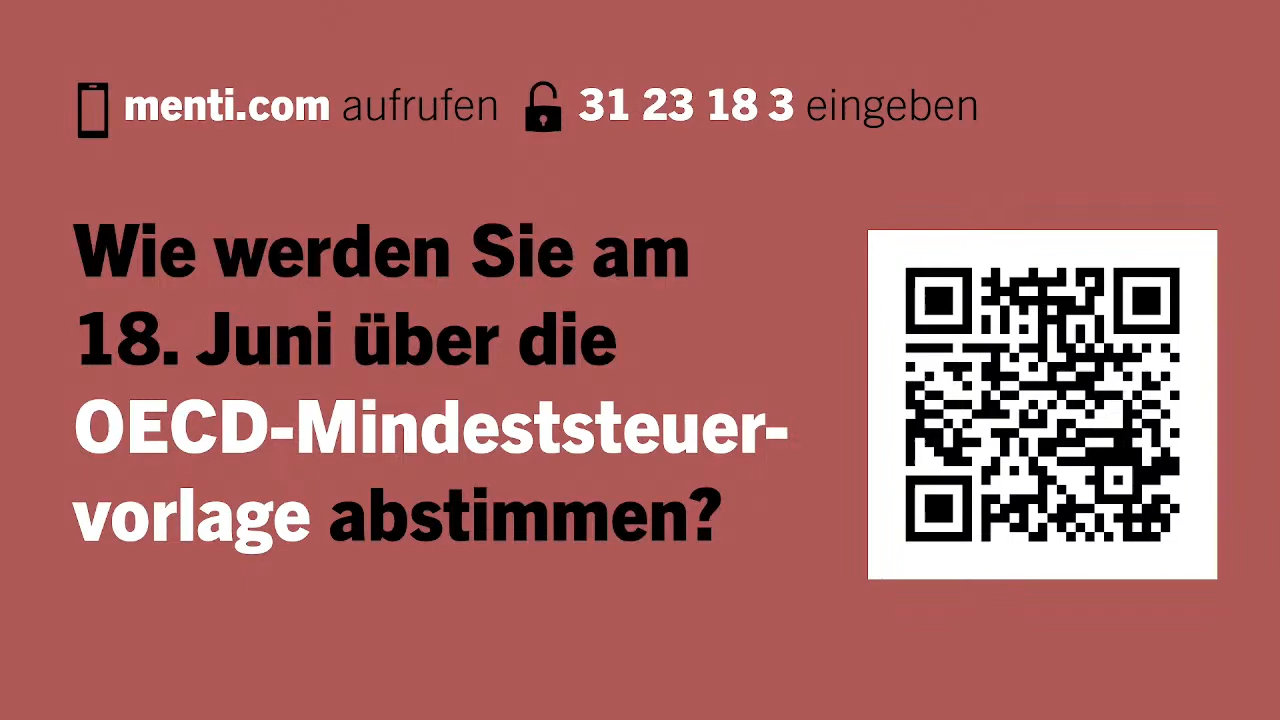 menti.com aufrufen 31 23 18 3 eingeben
Wie werden Sie am
18. Juni über die
OECD-Mindeststeuer-
vorlage abstimmen?